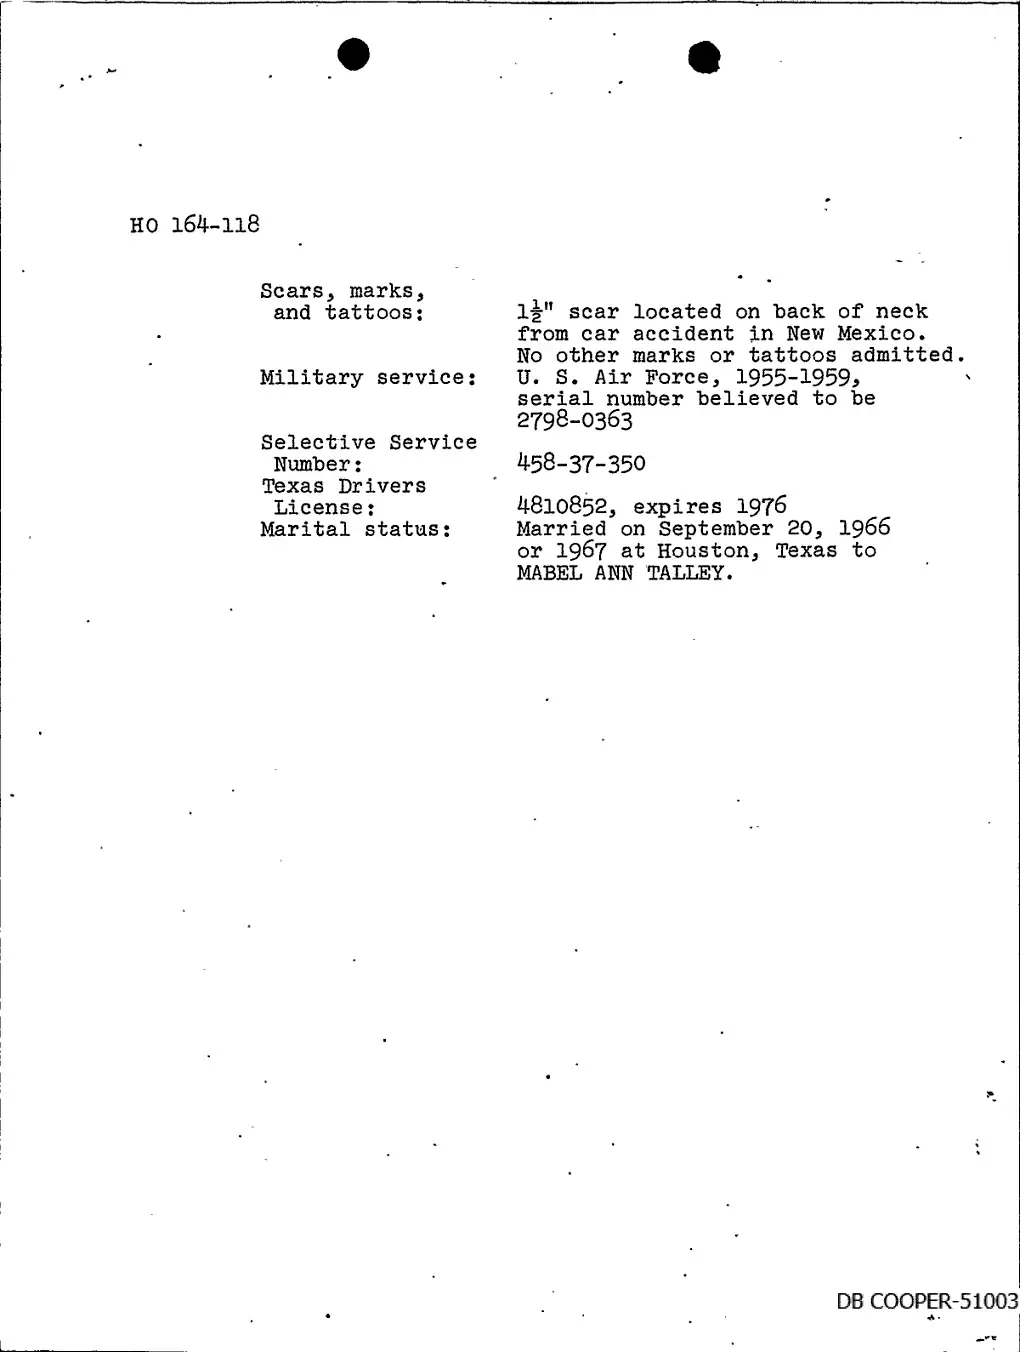 HO 164-118
Scars, marks,
and tattoos:
1½" scar located on back of neck
from car accident in New Mexico.
No other marks or tattoos admitted.
Military service: U. S. Air Force, 1955-1959,
serial number believed to be
2798-0363
Selective Service
Number: 458-37-350
Texas Drivers
License: 4810852, expires 1976
Marital status: Married on September 20, 1966
or 1967 at Houston, Texas to
MABEL ANN TALLEY.
DB COOPER-51003